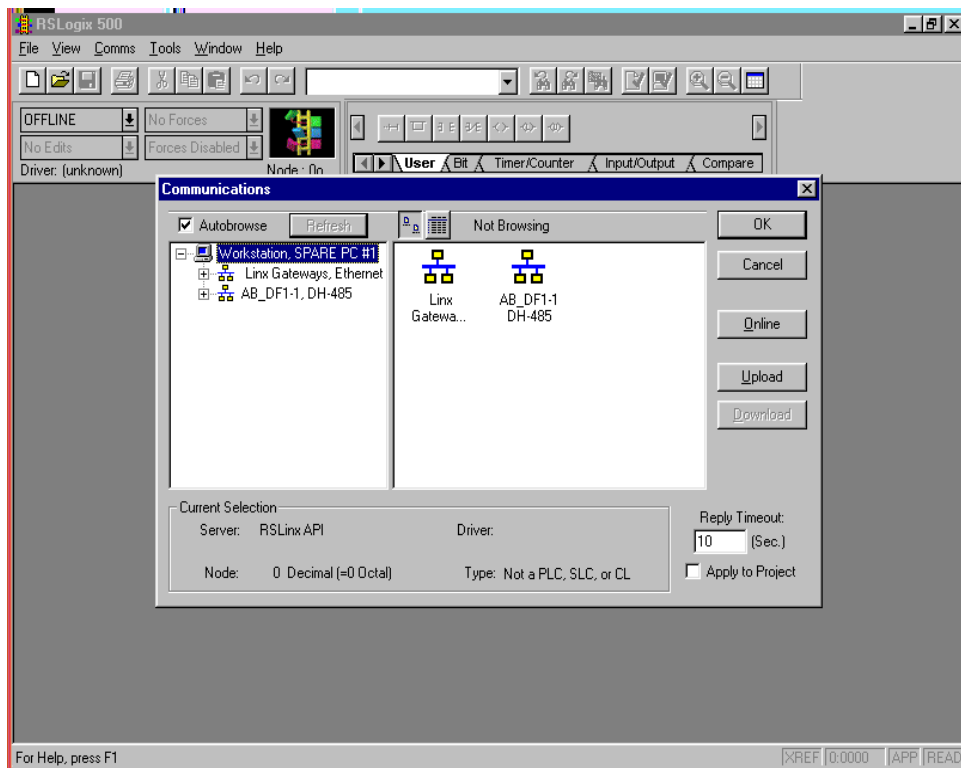 RSLogix 500
File View Comms Tools Window Help
OFFLINE No Forces
No Edits Forces Disabled
Driver: (unknown) Node : 0o
User Bit Timer/Counter Input/Output Compare
Communications
Autobrowse Refresh Not Browsing
Workstation, SPARE PC #1
Linx Gateways, Ethernet
AB_DF1-1, DH-485
Linx Gatewa...
AB_DF1-1 DH-485
OK
Cancel
Online
Upload
Download
Current Selection
Server: RSLinx API Driver:
Node: 0 Decimal (=0 Octal) Type: Not a PLC, SLC, or CL
Reply Timeout:
10 (Sec.)
Apply to Project
For Help, press F1 XREF 0:0000 APP READ